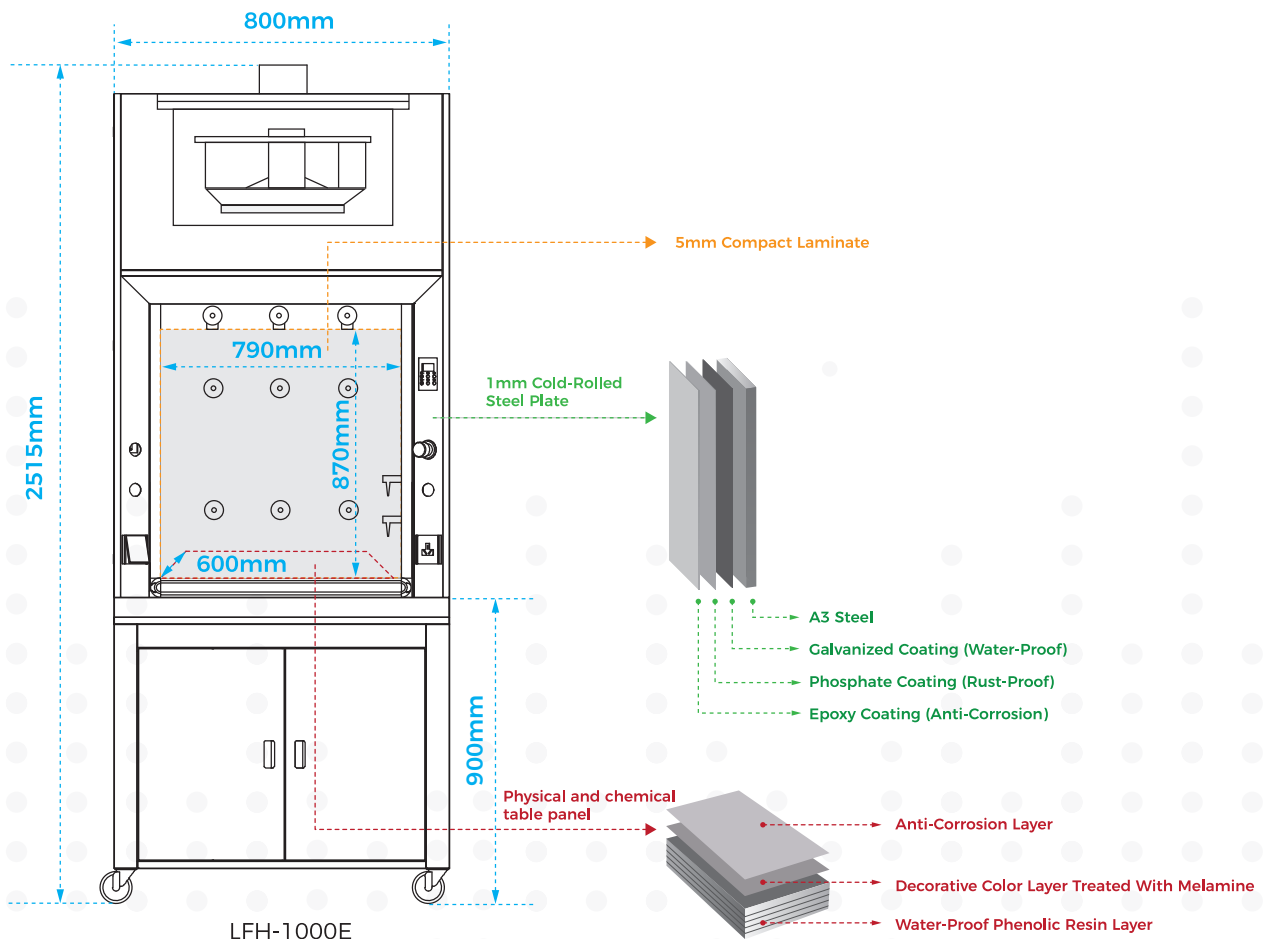 800mm
5mm Compact Laminate
790mm
1mm Cold-Rolled
Steel Plate
870mm
2515mm
600mm
A3 Steel
Galvanized Coating (Water-Proof)
Phosphate Coating (Rust-Proof)
Epoxy Coating (Anti-Corrosion)
900mm
Physical and chemical
table panel
Anti-Corrosion Layer
Decorative Color Layer Treated With Melamine
Water-Proof Phenolic Resin Layer
LFH-1000E